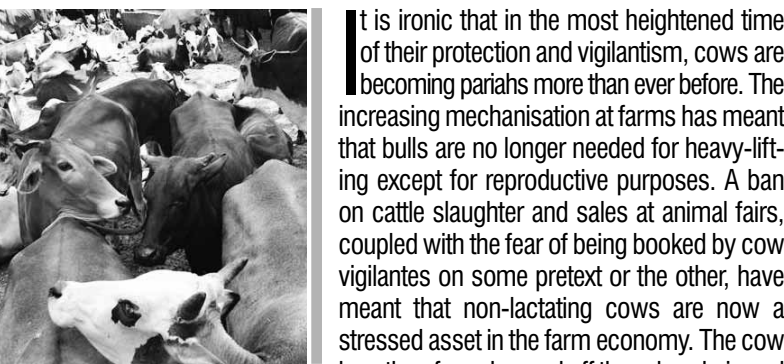 It is ironic that in the most heightened time
of their protection and vigilantism, cows are
becoming pariahs more than ever before. The
increasing mechanisation at farms has meant
that bulls are no longer needed for heavy-lift-
ing except for reproductive purposes. A ban
on cattle slaughter and sales at animal fairs,
coupled with the fear of being booked by cow
vigilantes on some pretext or the other, have
meant that non-lactating cows are now a
stressed asset in the farm economy. The cow